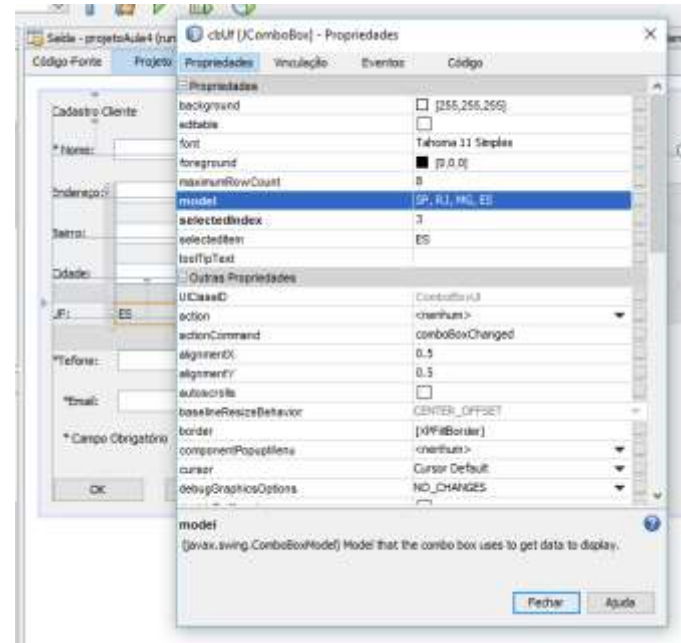 cbUf [JComboBox] - Propriedades
Saída - projetoAula4 (run
Código-Fonte Projeto
Propriedades Vinculação Eventos Código
Propriedades
background [255,255,255]
editable
font Tahoma 11 Simples
foreground [0,0,0]
maximumRowCount 8
model SP, RJ, MG, ES
selectedIndex 3
selectedItem ES
toolTipText
Outras Propriedades
UIClassID ComboBoxUI
action <nenhum>
actionCommand comboBoxChanged
alignmentX 0.5
alignmentY 0.5
autoscrolls
baselineResizeBehavior CENTER_OFFSET
border [XPFillBorder]
componentPopupMenu <nenhum>
cursor Cursor Default
debugGraphicsOptions NO_CHANGES
model
(javax.swing.ComboBoxModel) Model that the combo box uses to get data to display.
Fechar Ajuda
Cadastro Cliente
* Nome:
Endereço:
Bairro:
Cidade:
UF: ES
*Telfone:
*Email:
* Campo Obrigatório
OK